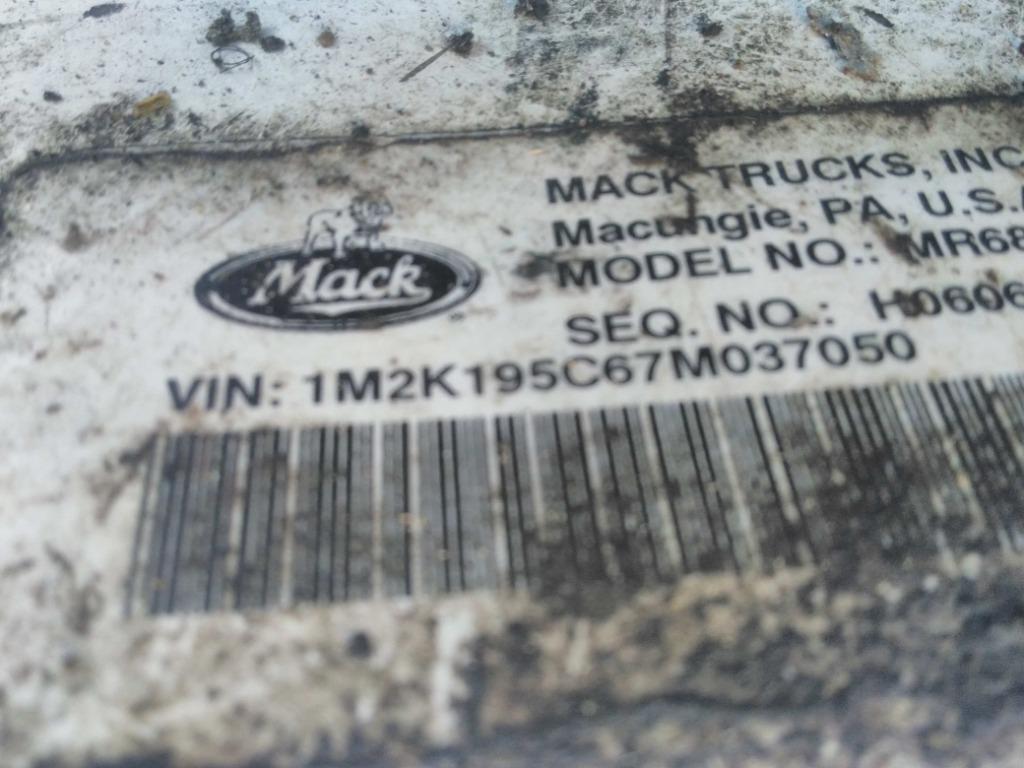 MACK TRUCKS, INC
Macungie, PA, U.S.A
MODEL NO.: MR68
Mack
SEQ. NO.: H0606
VIN: 1M2K195C67M037050